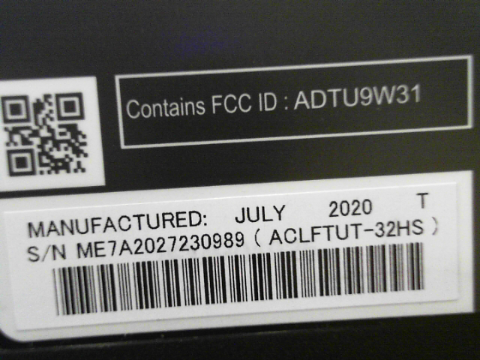 Contains FCC ID : ADTU9W31
MANUFACTURED: JULY 2020 T
S/N ME7A2027230989 ( ACLFTUT-32HS )